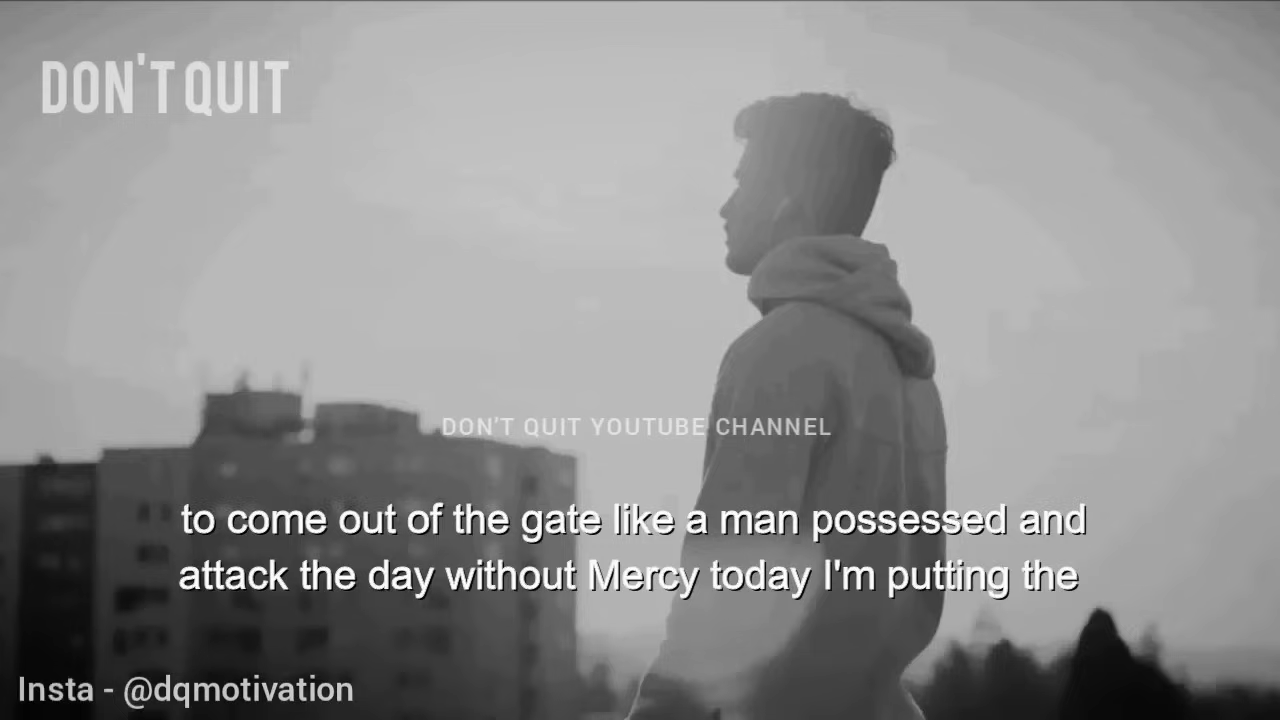 DON'T QUIT
DON'T QUIT YOUTUBE CHANNEL
to come out of the gate like a man possessed and
attack the day without Mercy today I'm putting the
Insta - @dqmotivation